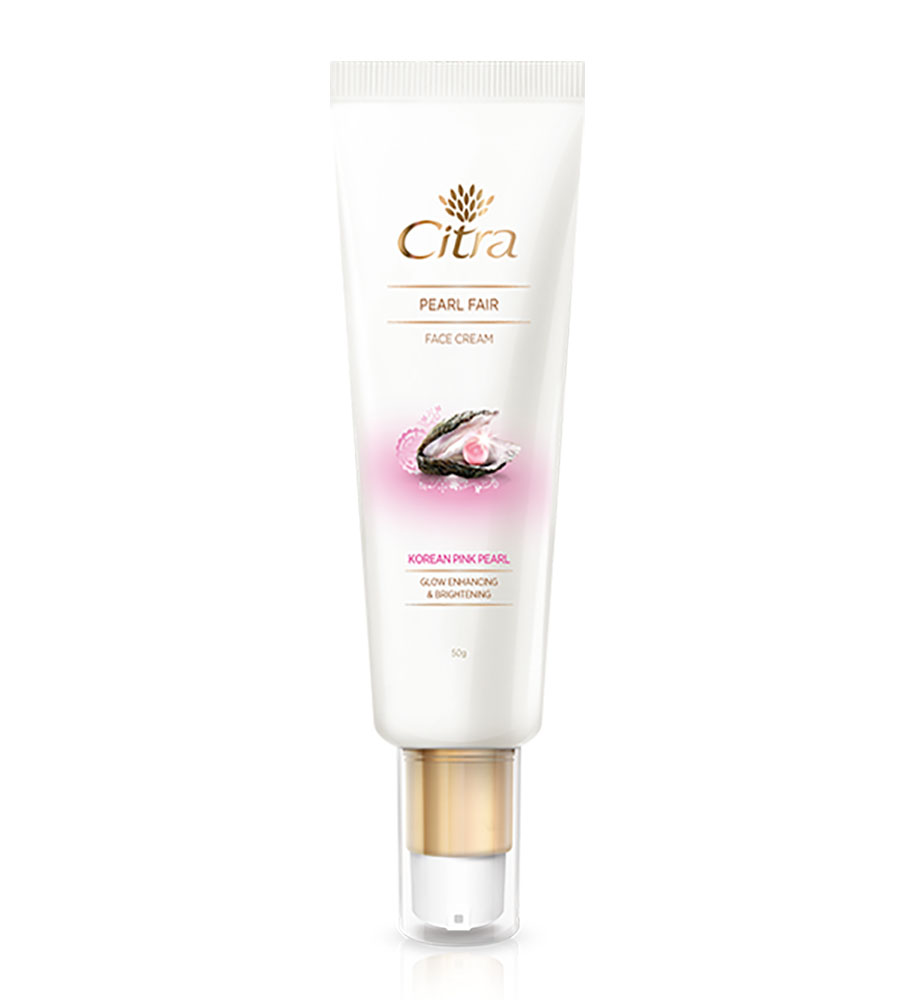 Citra
PEARL FAIR
FACE CREAM
KOREAN PINK PEARL
GLOW ENHANCING
& BRIGHTENING
50g